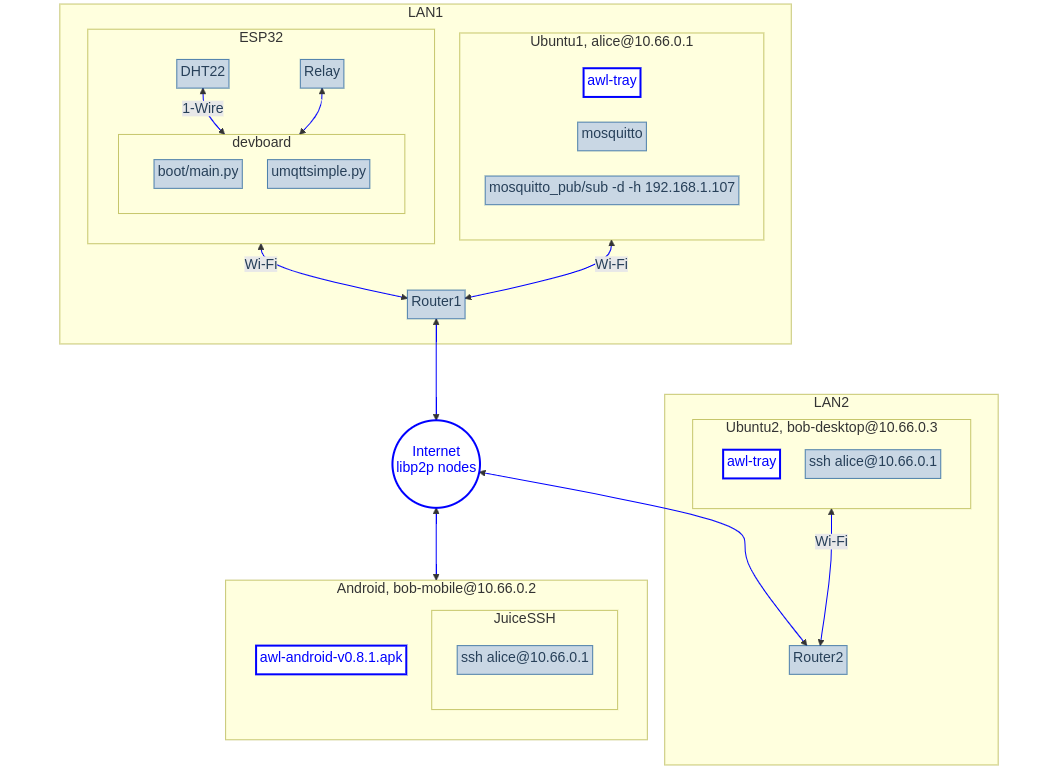 LAN1
ESP32
DHT22
Relay
1-Wire
devboard
boot/main.py
umqttsimple.py
Ubuntu1, alice@10.66.0.1
awl-tray
mosquitto
mosquitto_pub/sub -d -h 192.168.1.107
Wi-Fi
Wi-Fi
Router1
Internet
libp2p nodes
LAN2
Ubuntu2, bob-desktop@10.66.0.3
awl-tray
ssh alice@10.66.0.1
Wi-Fi
Router2
Android, bob-mobile@10.66.0.2
awl-android-v0.8.1.apk
JuiceSSH
ssh alice@10.66.0.1